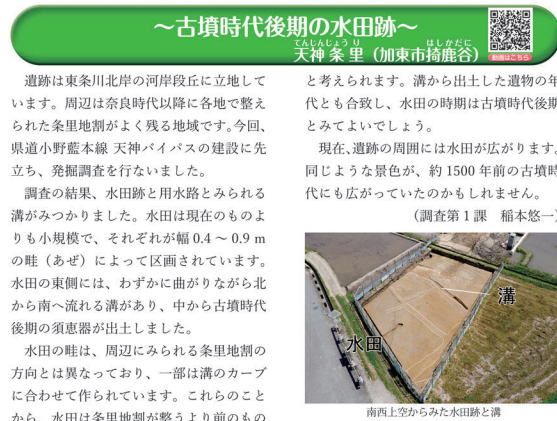 ～古墳時代後期の水田跡～
てんじんじょうり はしかだに
天神条里（加東市掎鹿谷）
動画はこちら
遺跡は東条川北岸の河岸段丘に立地して
います。周辺は奈良時代以降に各地で整え
られた条里地割がよく残る地域です。今回、
県道小野藍本線 天神バイパスの建設に先
立ち、発掘調査を行ないました。
調査の結果、水田跡と用水路とみられる
溝がみつかりました。水田は現在のものよ
りも小規模で、それぞれが幅 0.4 ～ 0.9 m
の畦（あぜ）によって区画されています。
水田の東側には、わずかに曲がりながら北
から南へ流れる溝があり、中から古墳時代
後期の須恵器が出土しました。
水田の畦は、周辺にみられる条里地割の
方向とは異なっており、一部は溝のカーブ
に合わせて作られています。これらのこと
から、水田は条里地割が整うより前のもの
と考えられます。溝から出土した遺物の年
代とも合致し、水田の時期は古墳時代後期
とみてよいでしょう。
現在、遺跡の周囲には水田が広がります。
同じような景色が、約 1500 年前の古墳時
代にも広がっていたのかもしれません。
（調査第１課 稲本悠一）
溝
水田
南西上空からみた水田跡と溝